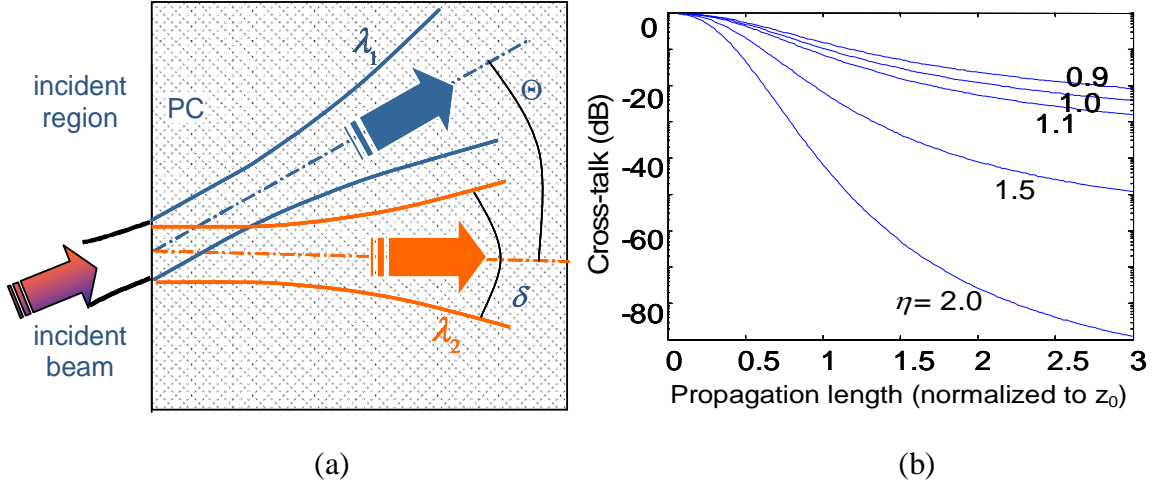 incident
region
PC
λ1
Θ
incident
beam
λ2
δ
(a)
0
-20
-40
-60
-80
Cross-talk (dB)
0.9
1.0
1.1
1.5
η = 2.0
0 0.5 1 1.5 2 2.5 3
Propagation length (normalized to z0)
(b)